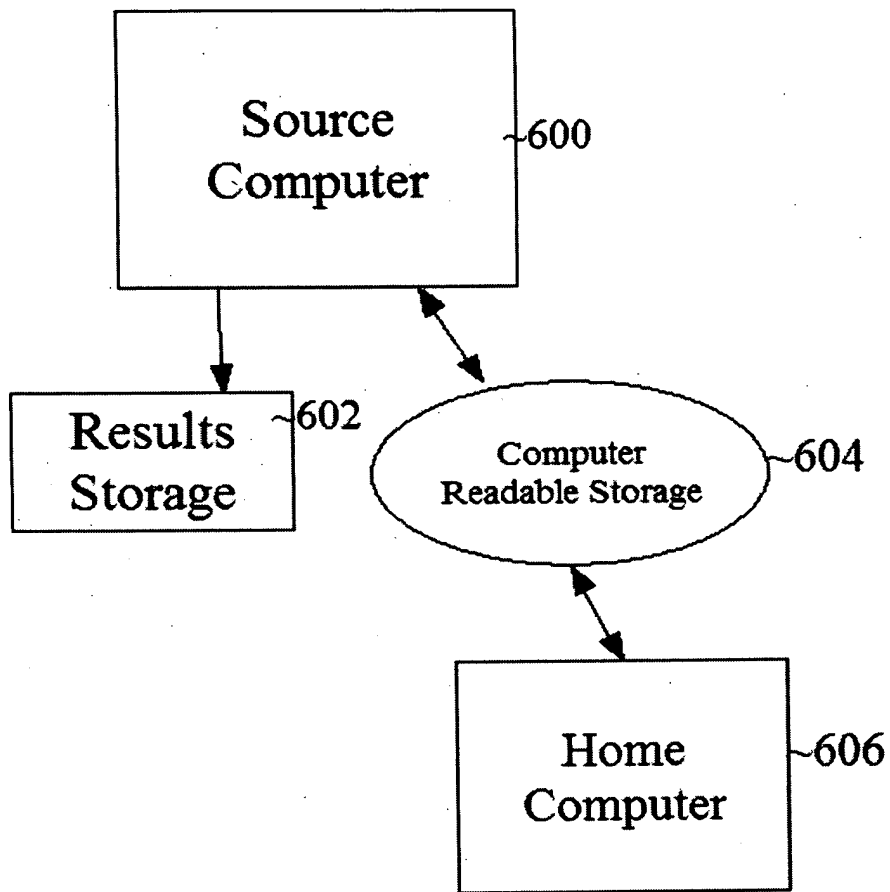 Source
Computer
~600
Results
Storage
~602
Computer
Readable Storage
~604
Home
Computer
~606